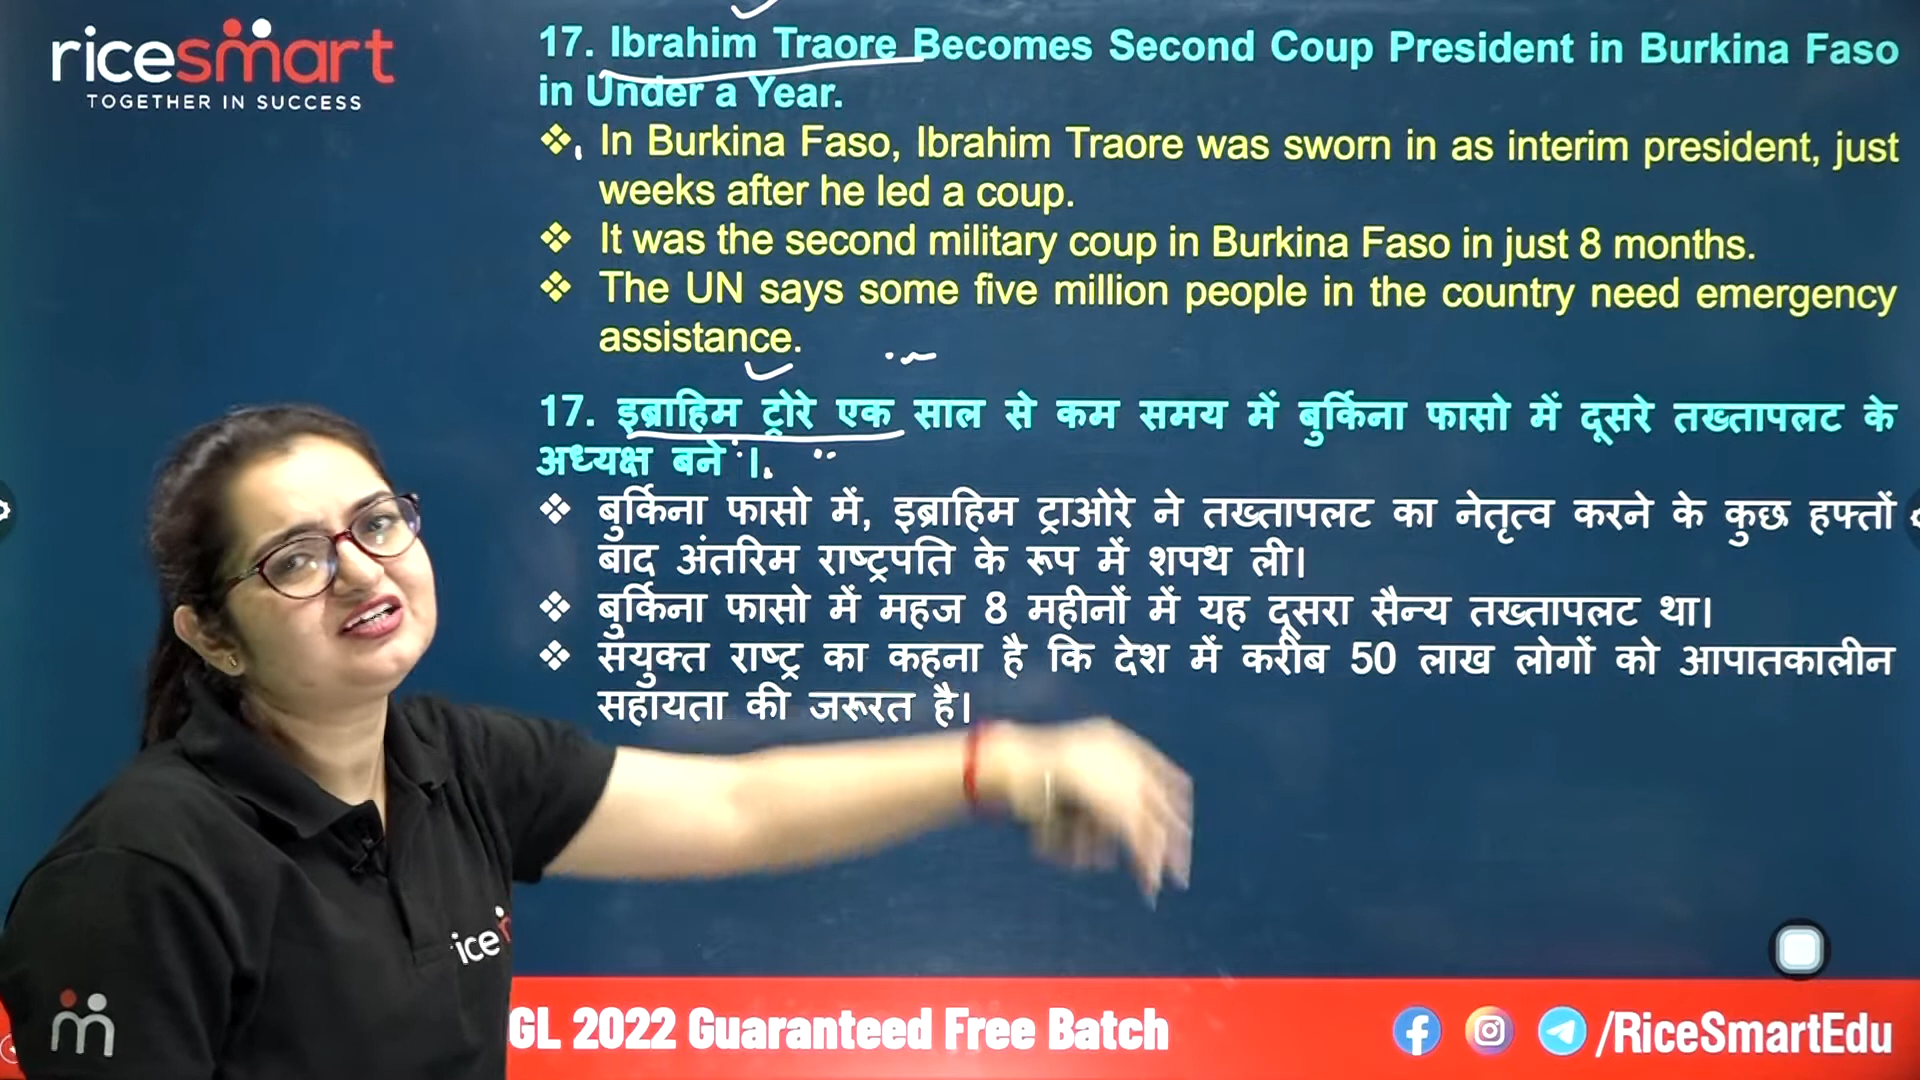 ricesmart
TOGETHER IN SUCCESS
17. Ibrahim Traore Becomes Second Coup President in Burkina Faso
in Under a Year.
❖ In Burkina Faso, Ibrahim Traore was sworn in as interim president, just
weeks after he led a coup.
❖ It was the second military coup in Burkina Faso in just 8 months.
❖ The UN says some five million people in the country need emergency
assistance.
17. इब्राहिम ट्रोरे एक साल से कम समय में बुर्किना फासो में दूसरे तख्तापलट के
अध्यक्ष बने ।
❖ बुर्किना फासो में, इब्राहिम ट्राओरे ने तख्तापलट का नेतृत्व करने के कुछ हफ्तों
बाद अंतरिम राष्ट्रपति के रूप में शपथ ली।
❖ बुर्किना फासो में महज 8 महीनों में यह दूसरा सैन्य तख्तापलट था।
❖ संयुक्त राष्ट्र का कहना है कि देश में करीब 50 लाख लोगों को आपातकालीन
सहायता की जरूरत है।
ice
GL 2022 Guaranteed Free Batch
/RiceSmartEdu